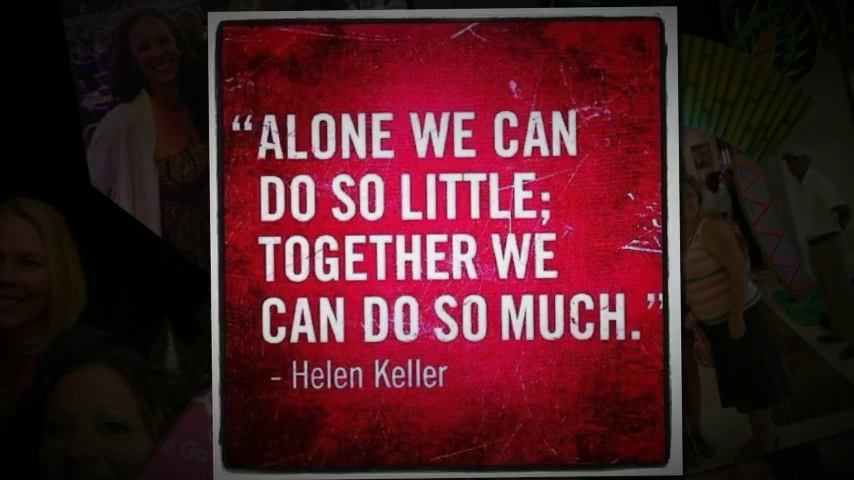 “ALONE WE CAN
DO SO LITTLE;
TOGETHER WE
CAN DO SO MUCH.”
- Helen Keller